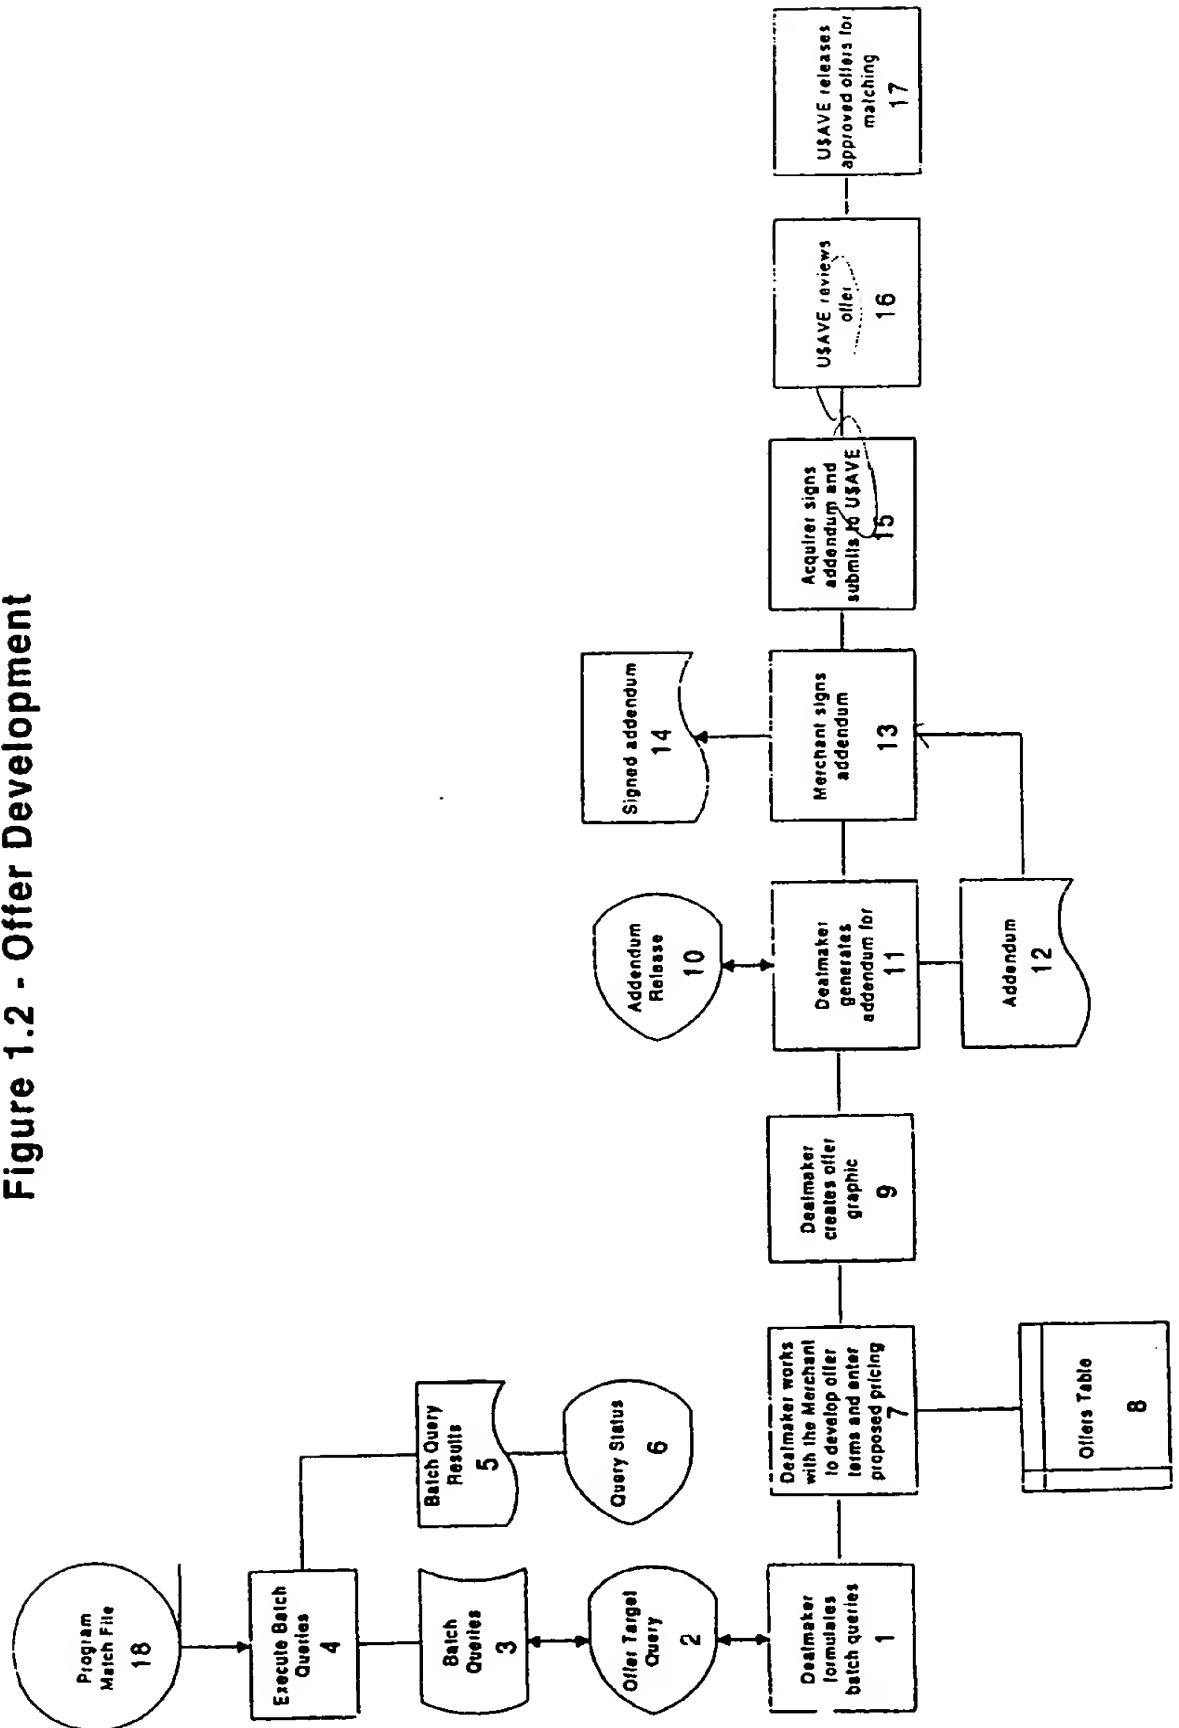 Figure 1.2 - Offer Development
Program
Match File
18
Execute Batch
Queries
4
Batch
Queries
3
Offer Target
Query
2
Dealmaker
formulates
batch queries
1
Batch Query
Results
5
Query Status
6
Dealmaker works
with the Merchant
to develop offer
terms and enter
proposed pricing
7
Offers Table
8
Dealmaker
creates offer
graphic
9
Addendum
Release
10
Dealmaker
generates
addendum for
11
Addendum
12
Signed addendum
14
Merchant signs
addendum
13
Acquirer signs
addendum and
submits to U$AVE
15
U$AVE reviews
offer
16
U$AVE releases
approved offers for
matching
17